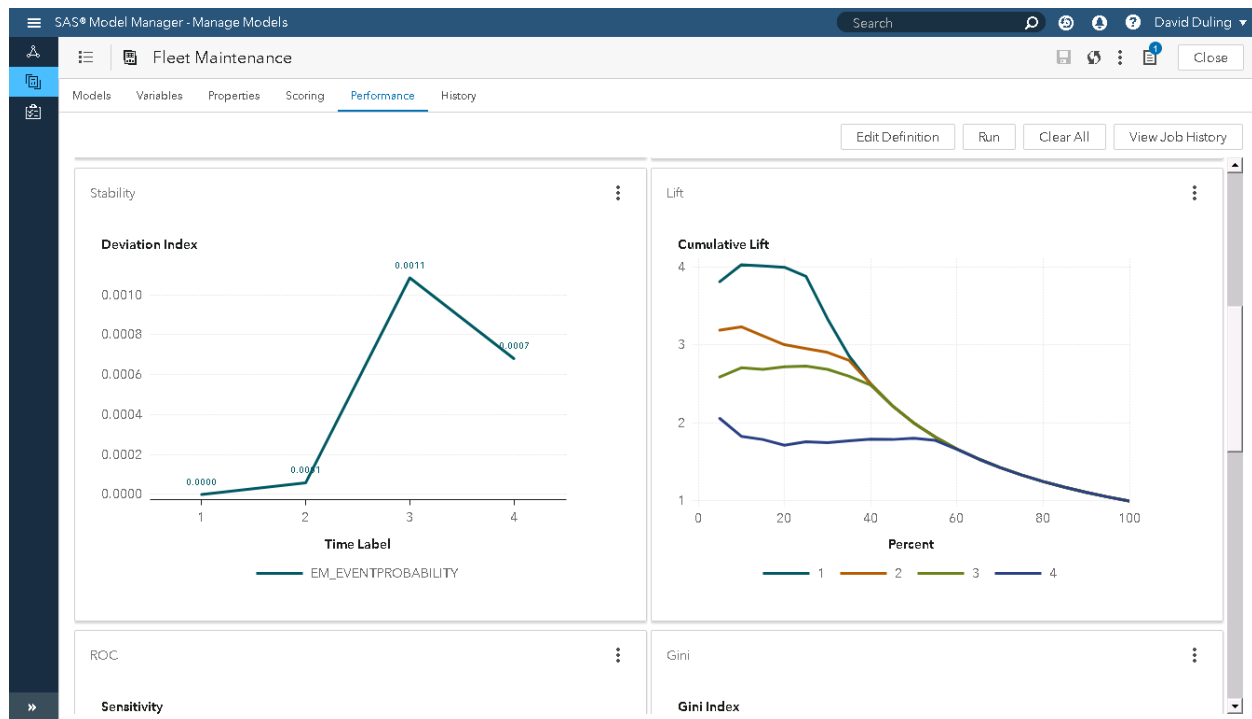 SAS® Model Manager - Manage Models
Search
David Duling
Fleet Maintenance
1
Close
Models Variables Properties Scoring Performance History
Edit Definition Run Clear All View Job History
Stability
Deviation Index
0.0011
0.0010
0.0008
0.0007
0.0006
0.0004
0.0002
0.0001
0.0000
0.0000
1 2 3 4
Time Label
EM_EVENTPROBABILITY
Lift
Cumulative Lift
4
3
2
1
0 20 40 60 80 100
Percent
1 2 3 4
ROC
Sensitivity
Gini
Gini Index